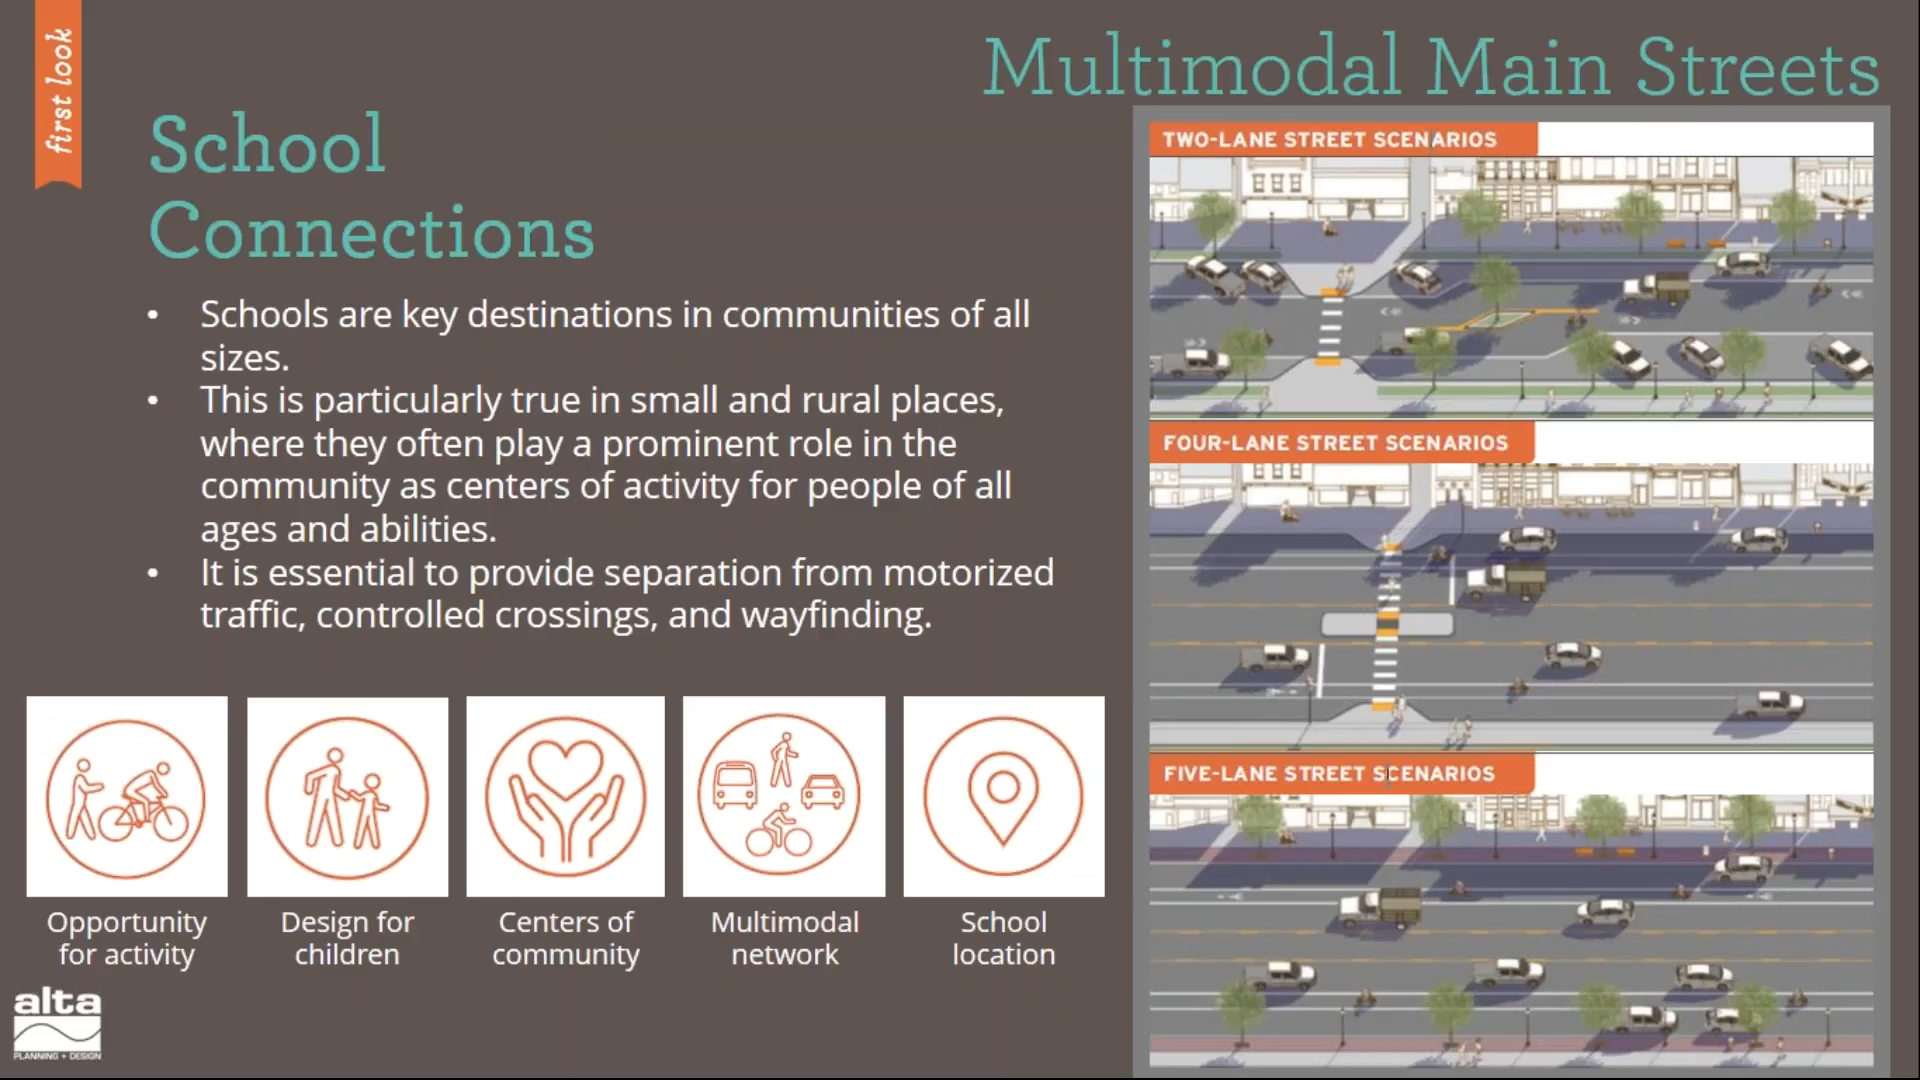 first look
Multimodal Main Streets
School
Connections
• Schools are key destinations in communities of all
sizes.
• This is particularly true in small and rural places,
where they often play a prominent role in the
community as centers of activity for people of all
ages and abilities.
• It is essential to provide separation from motorized
traffic, controlled crossings, and wayfinding.
Opportunity
for activity
Design for
children
Centers of
community
Multimodal
network
School
location
alta
PLANNING + DESIGN
TWO-LANE STREET SCENARIOS
FOUR-LANE STREET SCENARIOS
FIVE-LANE STREET SCENARIOS